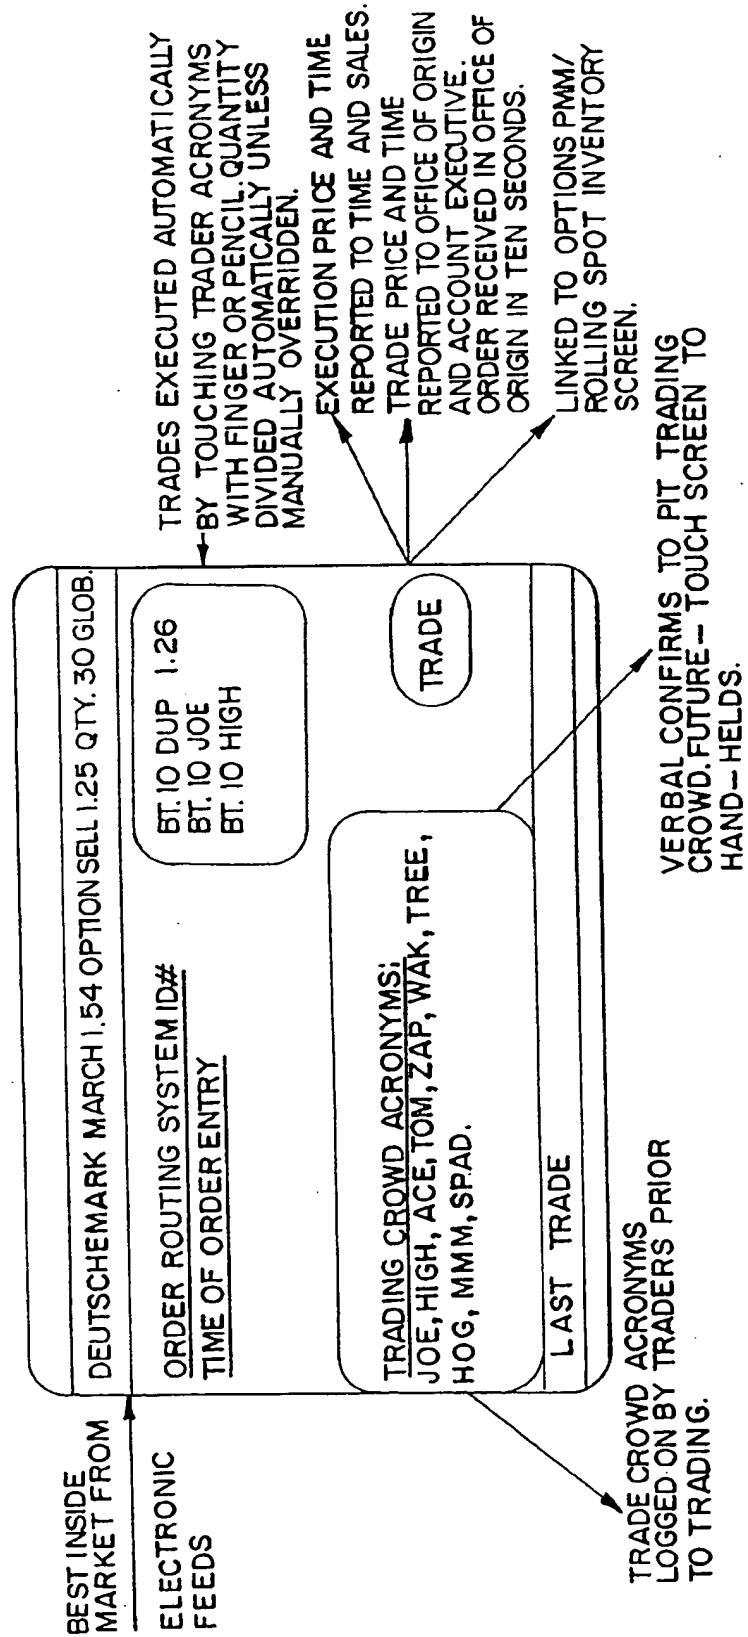 BEST INSIDE
MARKET FROM
ELECTRONIC
FEEDS
DEUTSCHEMARK MARCH 1.54 OPTION SELL 1.25 QTY. 30 GLOB.
ORDER ROUTING SYSTEM ID#
TIME OF ORDER ENTRY
BT. 10 DUP 1.26
BT. 10 JOE
BT. 10 HIGH
TRADING CROWD ACRONYMS:
JOE, HIGH, ACE, TOM, ZAP, WAK, TREE,
HOG, MMM, SPAD.
TRADE
LAST TRADE
TRADES EXECUTED AUTOMATICALLY
BY TOUCHING TRADER ACRONYMS
WITH FINGER OR PENCIL. QUANTITY
DIVIDED AUTOMATICALLY UNLESS
MANUALLY OVERRIDDEN.
EXECUTION PRICE AND TIME
REPORTED TO TIME AND SALES.
TRADE PRICE AND TIME
REPORTED TO OFFICE OF ORIGIN
AND ACCOUNT EXECUTIVE.
ORDER RECEIVED IN OFFICE OF
ORIGIN IN TEN SECONDS.
LINKED TO OPTIONS PMM/
ROLLING SPOT INVENTORY
SCREEN.
TRADE CROWD ACRONYMS
LOGGED ON BY TRADERS PRIOR
TO TRADING.
VERBAL CONFIRMS TO PIT TRADING
CROWD. FUTURE — TOUCH SCREEN TO
HAND-HELDS.